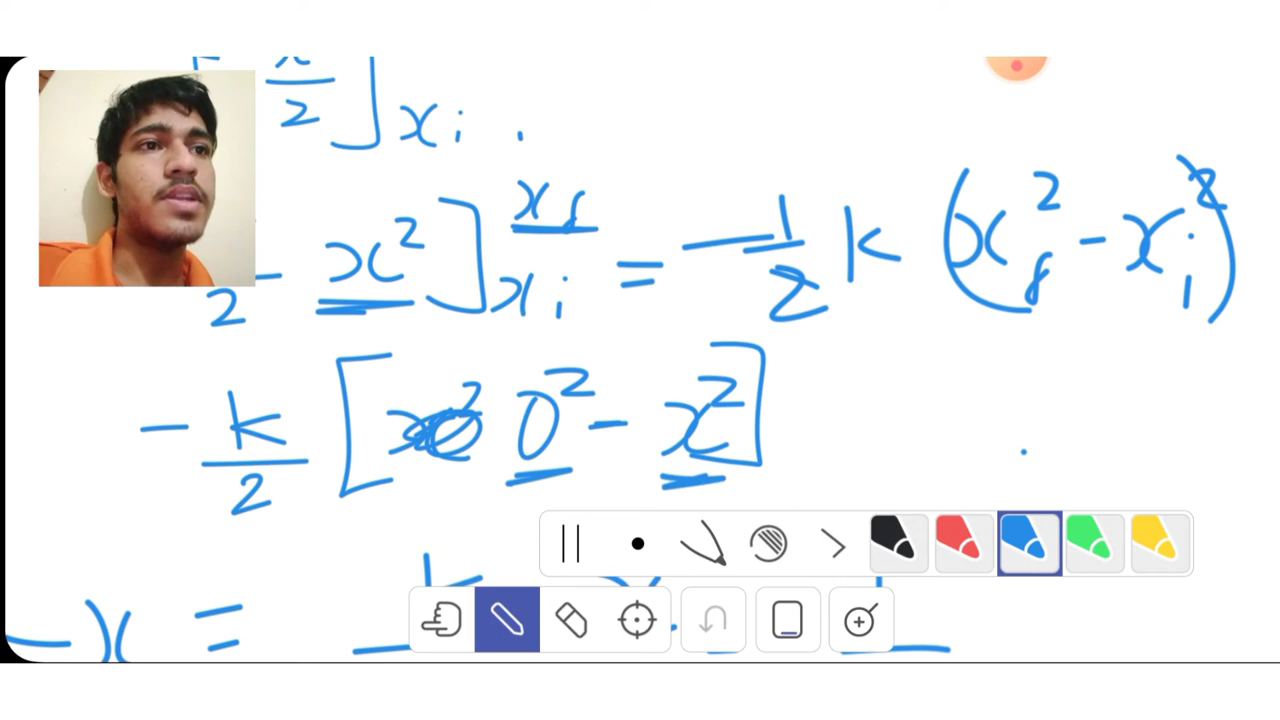 x/2 ]xᵢ .
2 - x² ]xᵢ^x_f = -1/2 k (x_f² - xᵢ²)
- k/2 [ 0² - x² ]
- x =